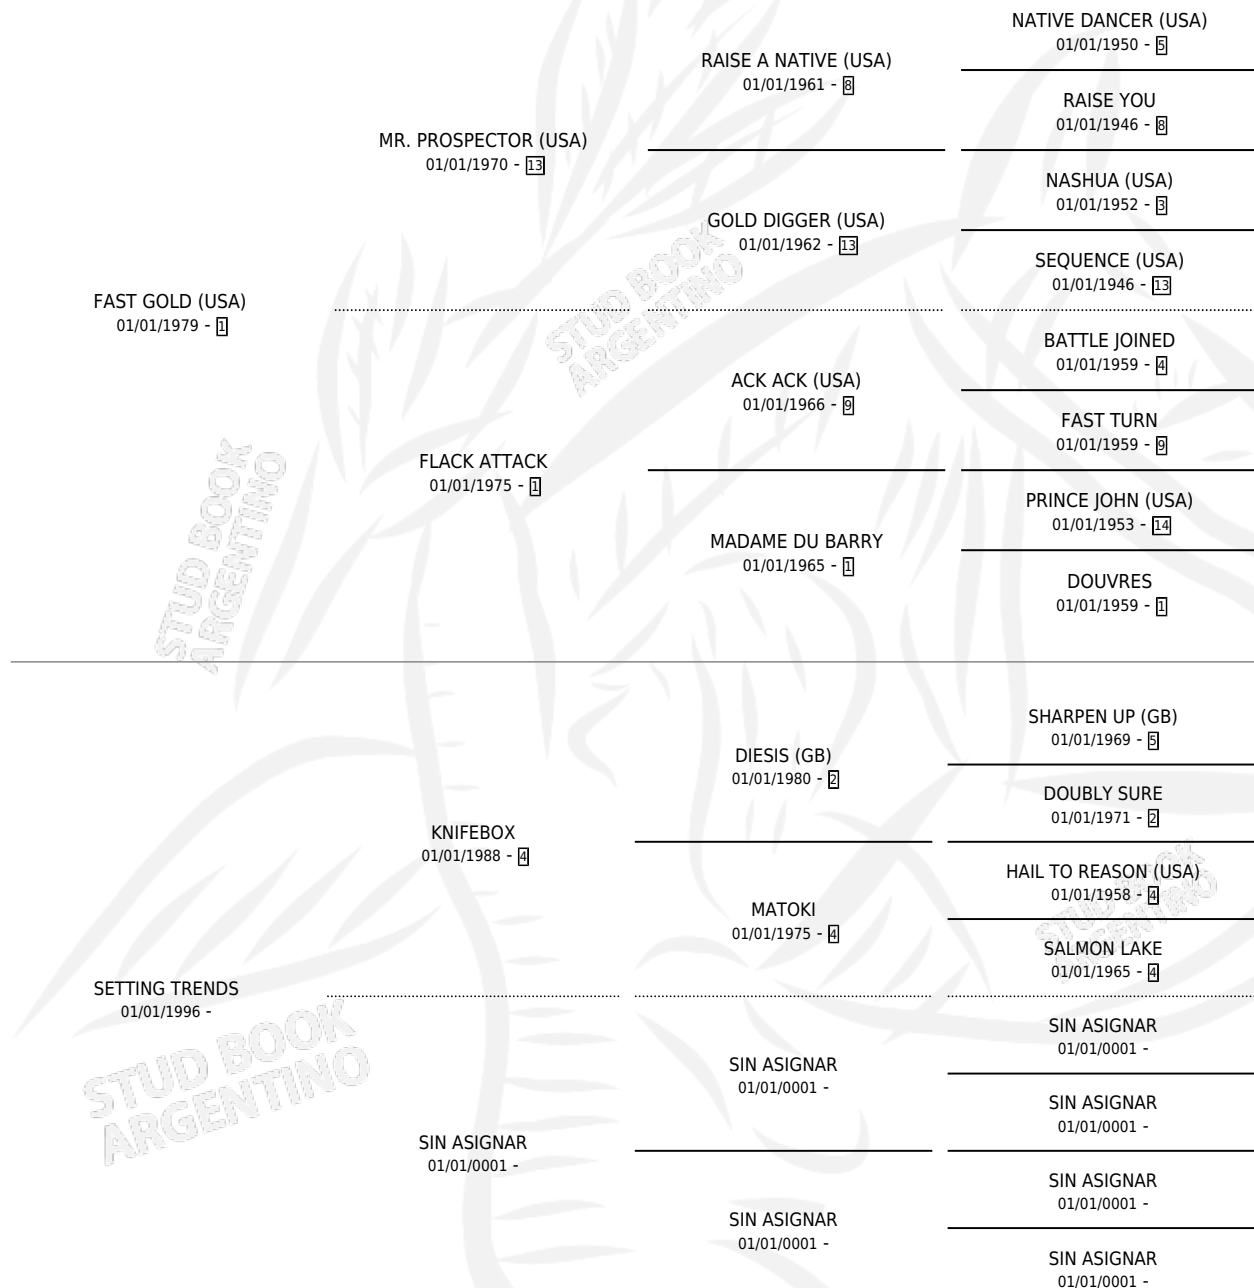 NATIVE DANCER (USA)
01/01/1950 - 5
RAISE A NATIVE (USA)
01/01/1961 - 8
RAISE YOU
01/01/1946 - 8
MR. PROSPECTOR (USA)
01/01/1970 - 13
NASHUA (USA)
01/01/1952 - 3
GOLD DIGGER (USA)
01/01/1962 - 13
SEQUENCE (USA)
01/01/1946 - 13
FAST GOLD (USA)
01/01/1979 - 1
STUD BOOK
ARGENTINO
BATTLE JOINED
01/01/1959 - 4
ACK ACK (USA)
01/01/1966 - 9
FAST TURN
01/01/1959 - 9
FLACK ATTACK
01/01/1975 - 1
PRINCE JOHN (USA)
01/01/1953 - 14
MADAME DU BARRY
01/01/1965 - 1
DOUVRES
01/01/1959 - 1
STUD BOOK
ARGENTINO
SHARPEN UP (GB)
01/01/1969 - 5
DIESIS (GB)
01/01/1980 - 2
DOUBLY SURE
01/01/1971 - 2
KNIFEBOX
01/01/1988 - 4
HAIL TO REASON (USA)
01/01/1958 - 4
MATOKI
01/01/1975 - 4
SALMON LAKE
01/01/1965 - 4
STUD BOOK
ARGENTINO
SETTING TRENDS
01/01/1996 -
SIN ASIGNAR
01/01/0001 -
SIN ASIGNAR
01/01/0001 -
SIN ASIGNAR
01/01/0001 -
STUD BOOK
ARGENTINO
SIN ASIGNAR
01/01/0001 -
SIN ASIGNAR
01/01/0001 -
SIN ASIGNAR
01/01/0001 -
SIN ASIGNAR
01/01/0001 -